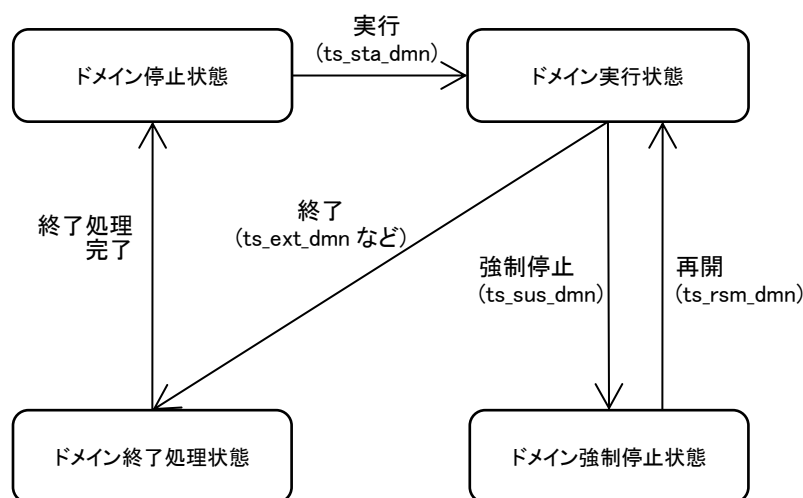 実行
(ts_sta_dmn)
ドメイン停止状態
ドメイン実行状態
終了処理
完了
終了
(ts_ext_dmn など)
強制停止
(ts_sus_dmn)
再開
(ts_rsm_dmn)
ドメイン終了処理状態
ドメイン強制停止状態